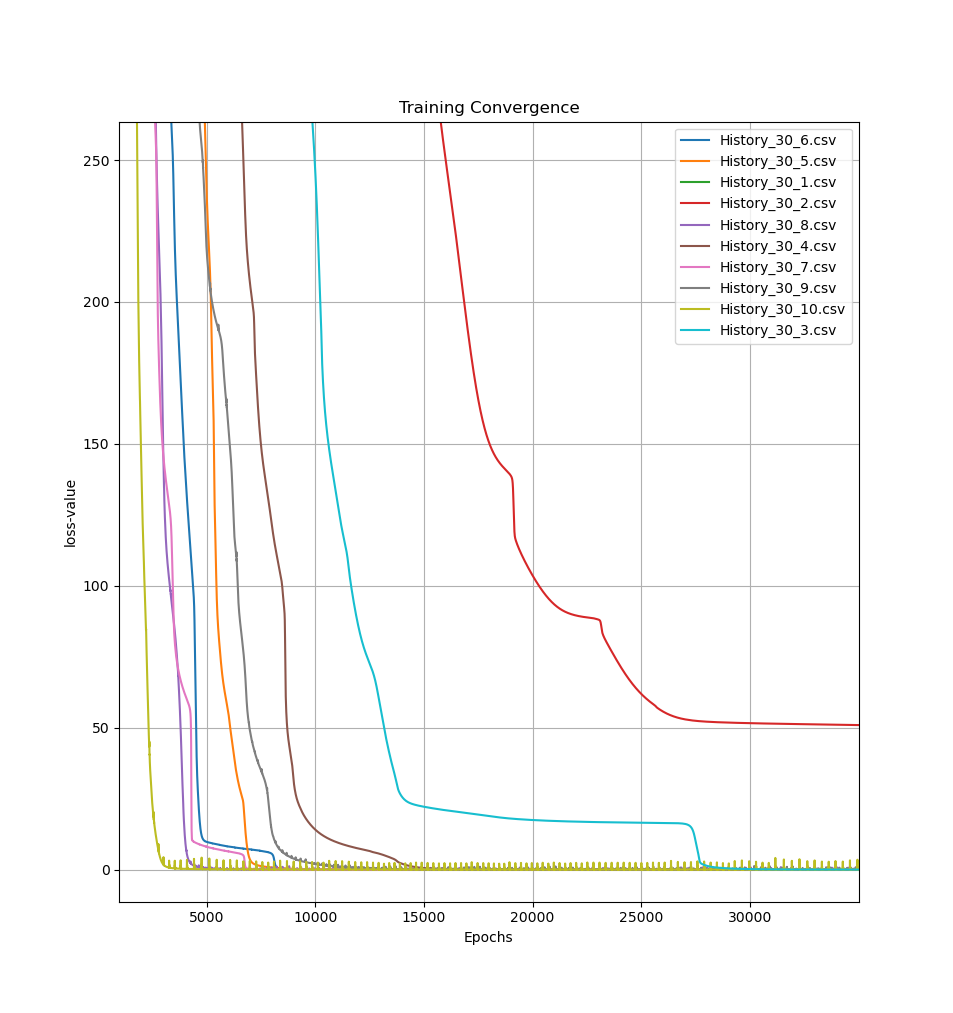 Training Convergence
History_30_6.csv
History_30_5.csv
History_30_1.csv
History_30_2.csv
History_30_8.csv
History_30_4.csv
History_30_7.csv
History_30_9.csv
History_30_10.csv
History_30_3.csv
250
200
150
100
50
0
loss-value
5000 10000 15000 20000 25000 30000
Epochs